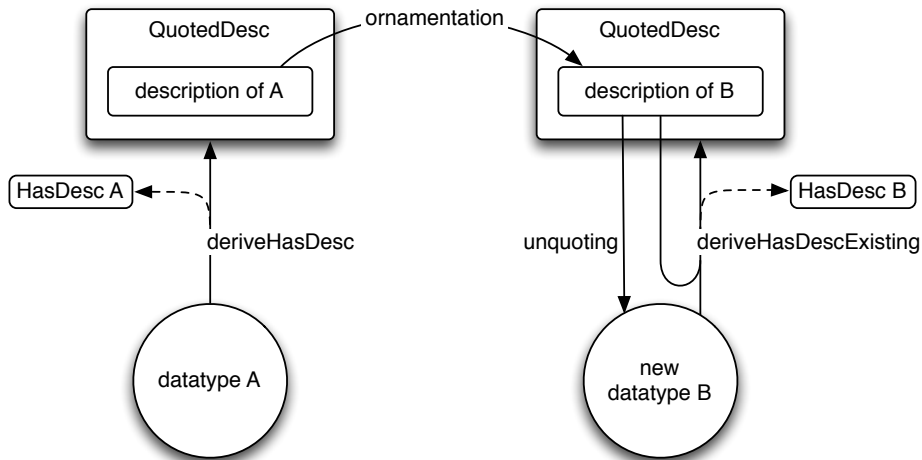 ornamentation
QuotedDesc
QuotedDesc
description of A
description of B
HasDesc A
HasDesc B
deriveHasDesc
unquoting
deriveHasDescExisting
datatype A
new
datatype B